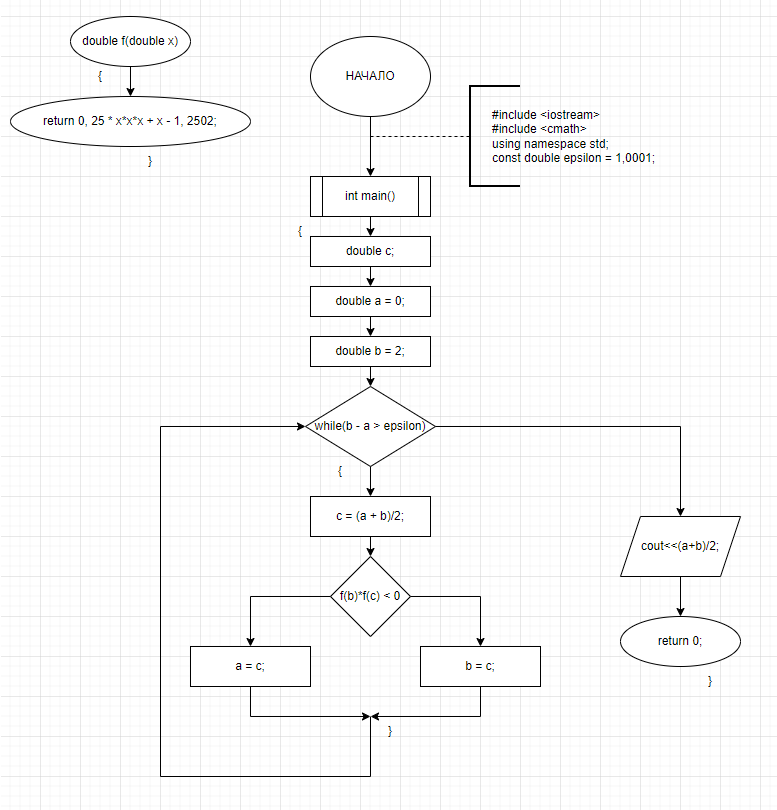 double f(double x)
{
return 0, 25 * x*x*x + x - 1, 2502;
}
НАЧАЛО
#include <iostream>
#include <cmath>
using namespace std;
const double epsilon = 1,0001;
int main()
{
double c;
double a = 0;
double b = 2;
while(b - a > epsilon)
{
c = (a + b)/2;
f(b)*f(c) < 0
a = c;
b = c;
}
cout<<(a+b)/2;
return 0;
}